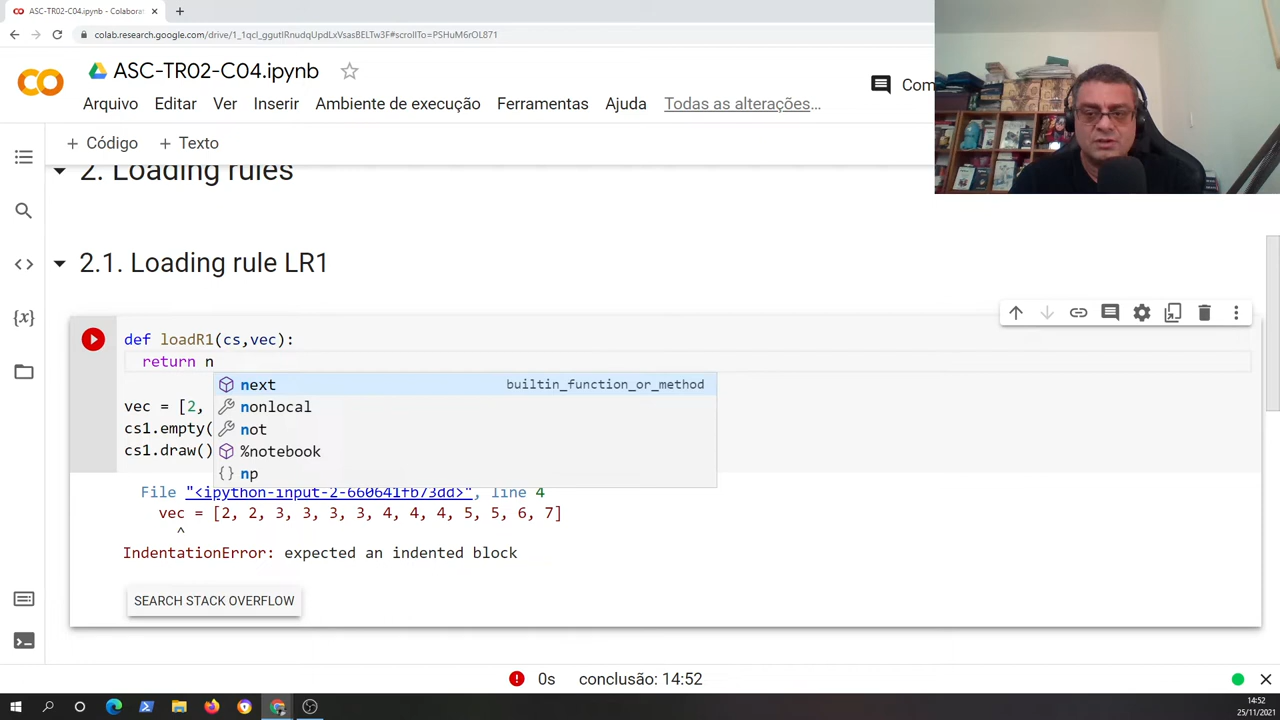 ASC-TR02-C04.ipynb - Colabora
colab.research.google.com/drive/1_1qcl_ggutIRnudqUpdLxVsasBELTw3F#scrollTo=PSHuM6rOL871
ASC-TR02-C04.ipynb
Com
Arquivo Editar Ver Inserir Ambiente de execução Ferramentas Ajuda Todas as alterações…
+ Código + Texto
2. Loading rules
2.1. Loading rule LR1
def loadR1(cs,vec):
return n
next builtin_function_or_method
vec = [2,
nonlocal
cs1.empty(
not
cs1.draw()
%notebook
np
File "<ipython-input-2-660641fb73dd>", line 4
vec = [2, 2, 3, 3, 3, 3, 4, 4, 4, 5, 5, 6, 7]
^
IndentationError: expected an indented block
SEARCH STACK OVERFLOW
0s conclusão: 14:52
14:52
25/11/2021